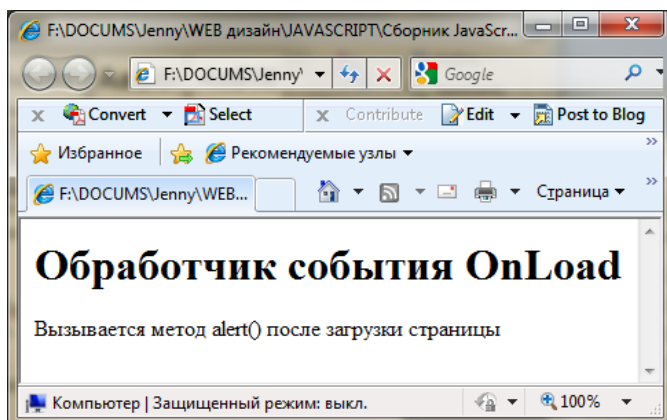 F:\DOCUMS\Jenny\WEB дизайн\JAVASCRIPT\Сборник JavaScr...
F:\DOCUMS\Jenny\ Google
x Convert Select x Contribute Edit Post to Blog
Избранное Рекомендуемые узлы
F:\DOCUMS\Jenny\WEB... Страница
Обработчик события OnLoad
Вызывается метод alert() после загрузки страницы
Компьютер | Защищенный режим: выкл. 100%